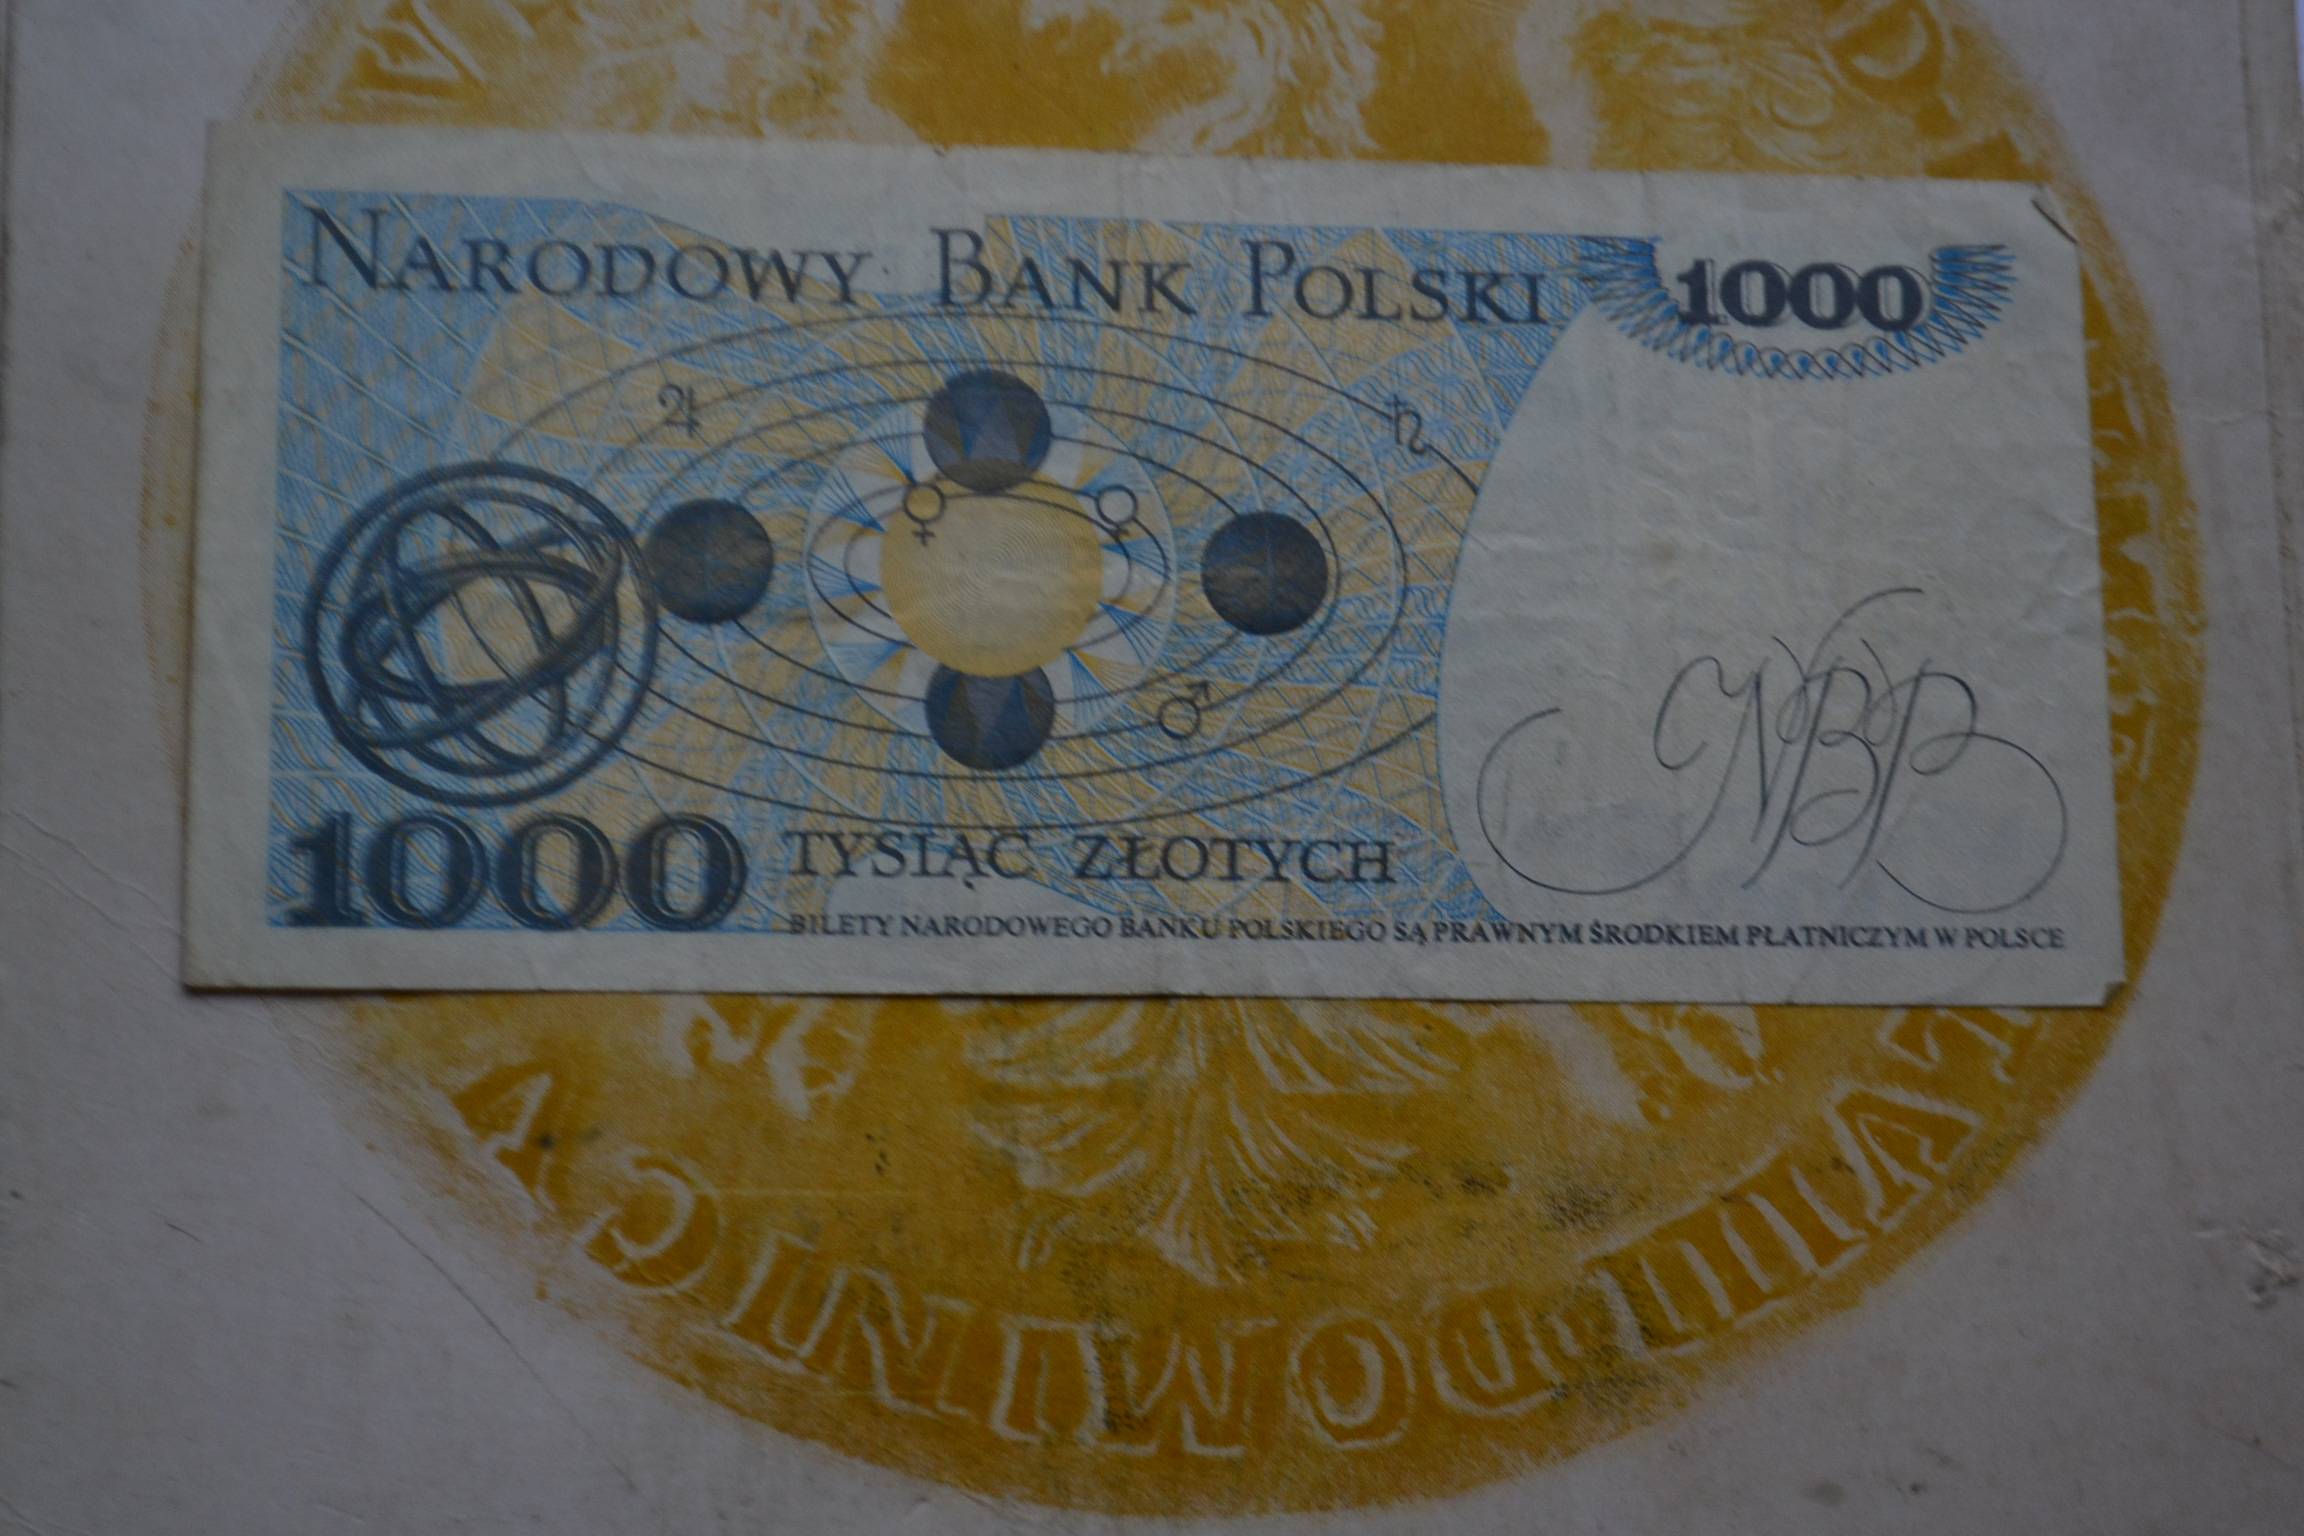 NARODOWY BANK POLSKI
1000
NBP
1000
TYSIĄC ZŁOTYCH
BILETY NARODOWEGO BANKU POLSKIEGO SĄ PRAWNYM ŚRODKIEM PŁATNICZYM W POLSCE